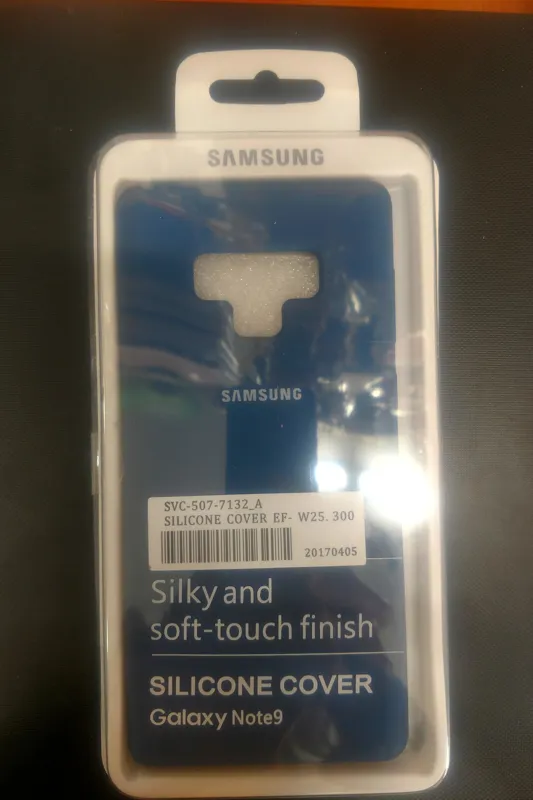 SAMSUNG
SAMSUNG
SVC-507-7132_A
SILICONE COVER EF- W25. 300
20170405
Silky and
soft-touch finish
SILICONE COVER
Galaxy Note9